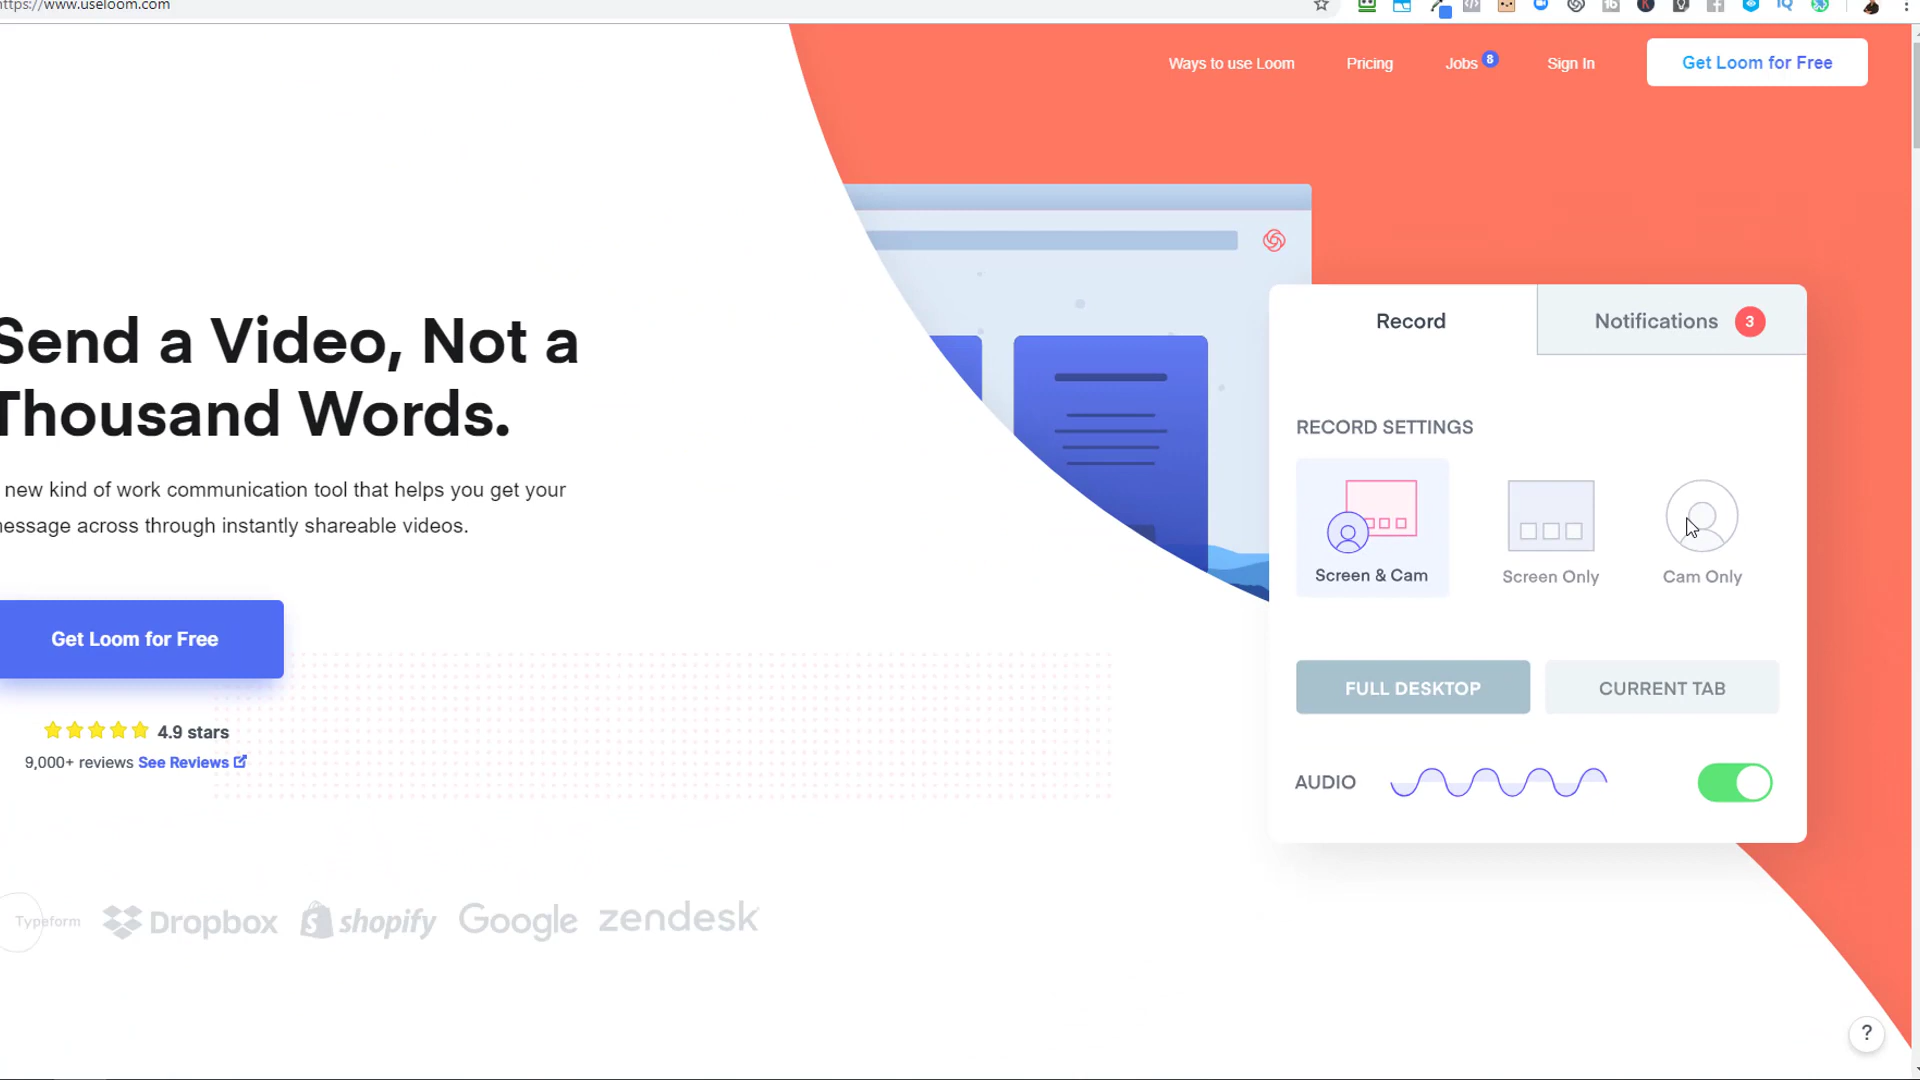 https://www.useloom.com
Ways to use Loom
Pricing
Jobs 8
Sign In
Get Loom for Free
Record
Notifications 3
RECORD SETTINGS
Screen & Cam
Screen Only
Cam Only
FULL DESKTOP
CURRENT TAB
AUDIO
Send a Video, Not a
Thousand Words.
new kind of work communication tool that helps you get your
message across through instantly shareable videos.
Get Loom for Free
4.9 stars
9,000+ reviews See Reviews
Typeform
Dropbox
shopify
Google
zendesk
?